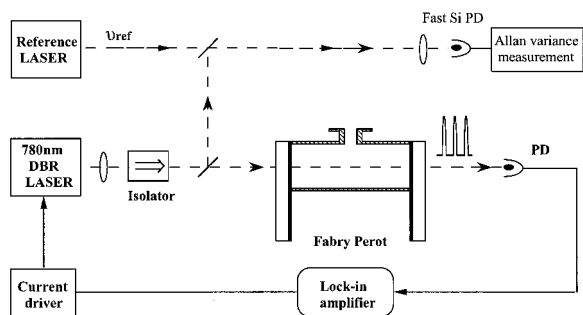 Reference
LASER
υref
Fast Si PD
Allan variance
measurement
780nm
DBR
LASER
Isolator
PD
Fabry Perot
Current
driver
Lock-in
amplifier